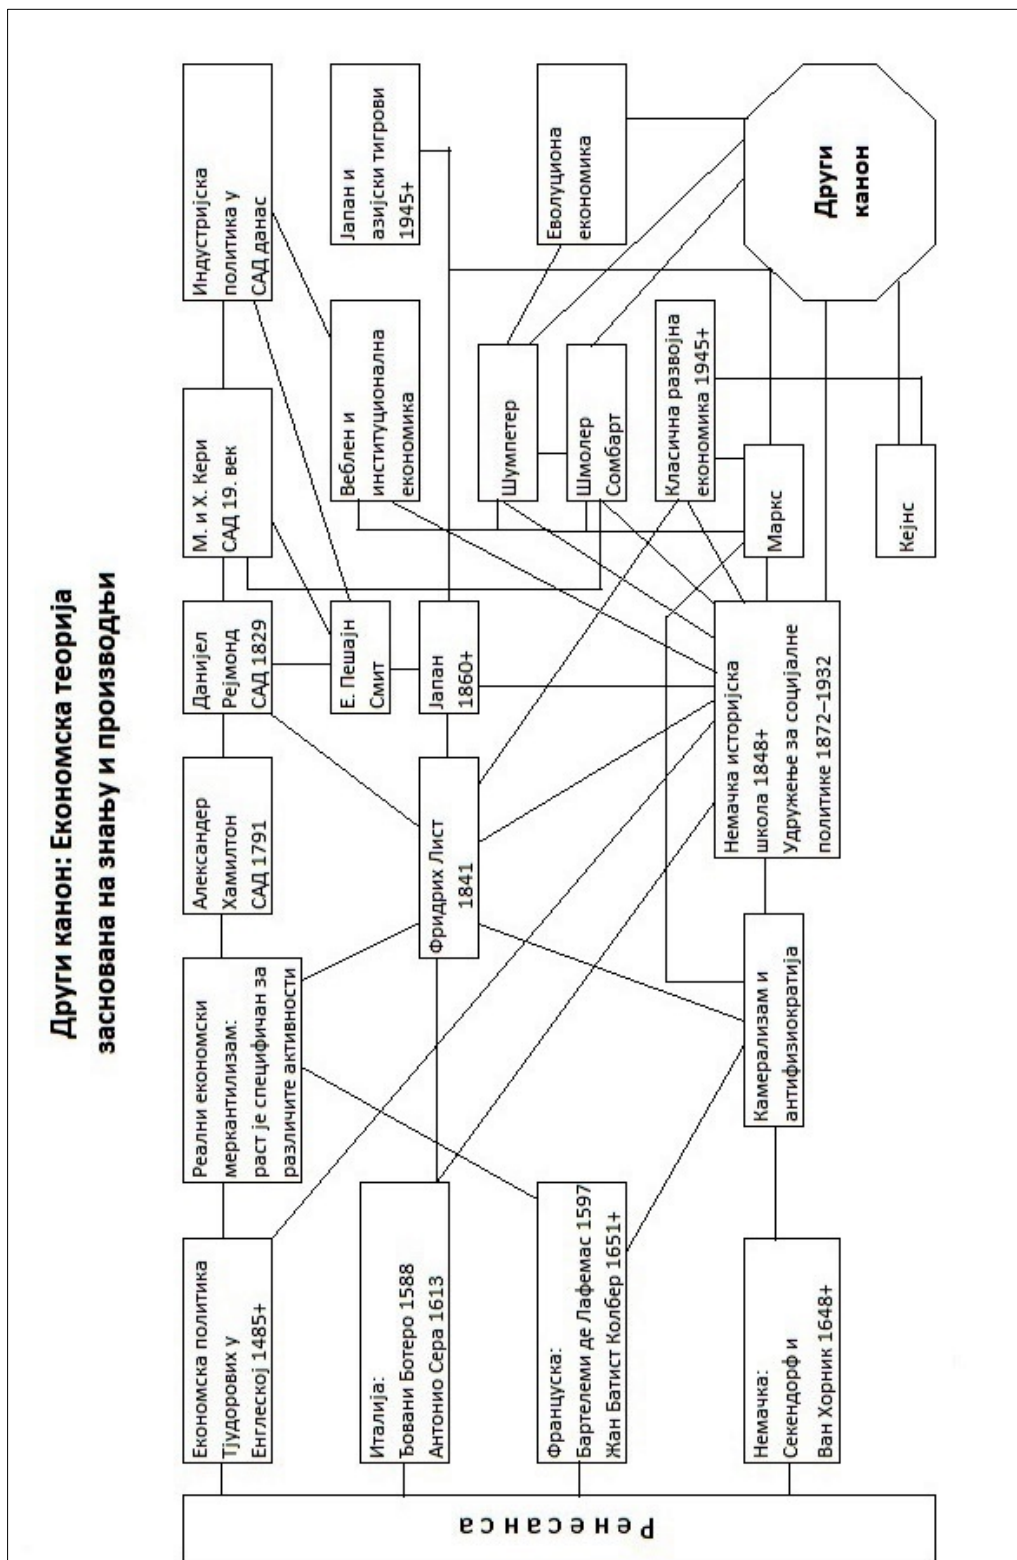 Други канон: Економска теорија
заснована на знању и производњи
Ренесанса
Економска политика
Тјудорових у
Енглеској 1485+
Италија:
Ђовани Ботеро 1588
Антонио Сера 1613
Француска:
Бартелеми де Лафемас 1597
Жан Батист Колбер 1651+
Немачка:
Секендорф и
Ван Хорник 1648+
Реални економски
меркантилизам:
раст је специфичан за
различите активности
Камерализам и
антифизиократија
Александер
Хамилтон
САД 1791
Фридрих Лист
1841
Немачка историјска
школа 1848+
Удружење за социјалне
политике 1872–1932
Данијел
Рејмонд
САД 1829
Е. Пешајн
Смит
Јапан
1860+
М. и Х. Кери
САД 19. век
Веблен и
институционална
економика
Шумпетер
Шмолер
Сомбарт
Класична развојна
економика 1945+
Маркс
Кејнс
Индустријска
политика у
САД данас
Јапан и
азијски тигрови
1945+
Еволуциона
економика
Други
канон